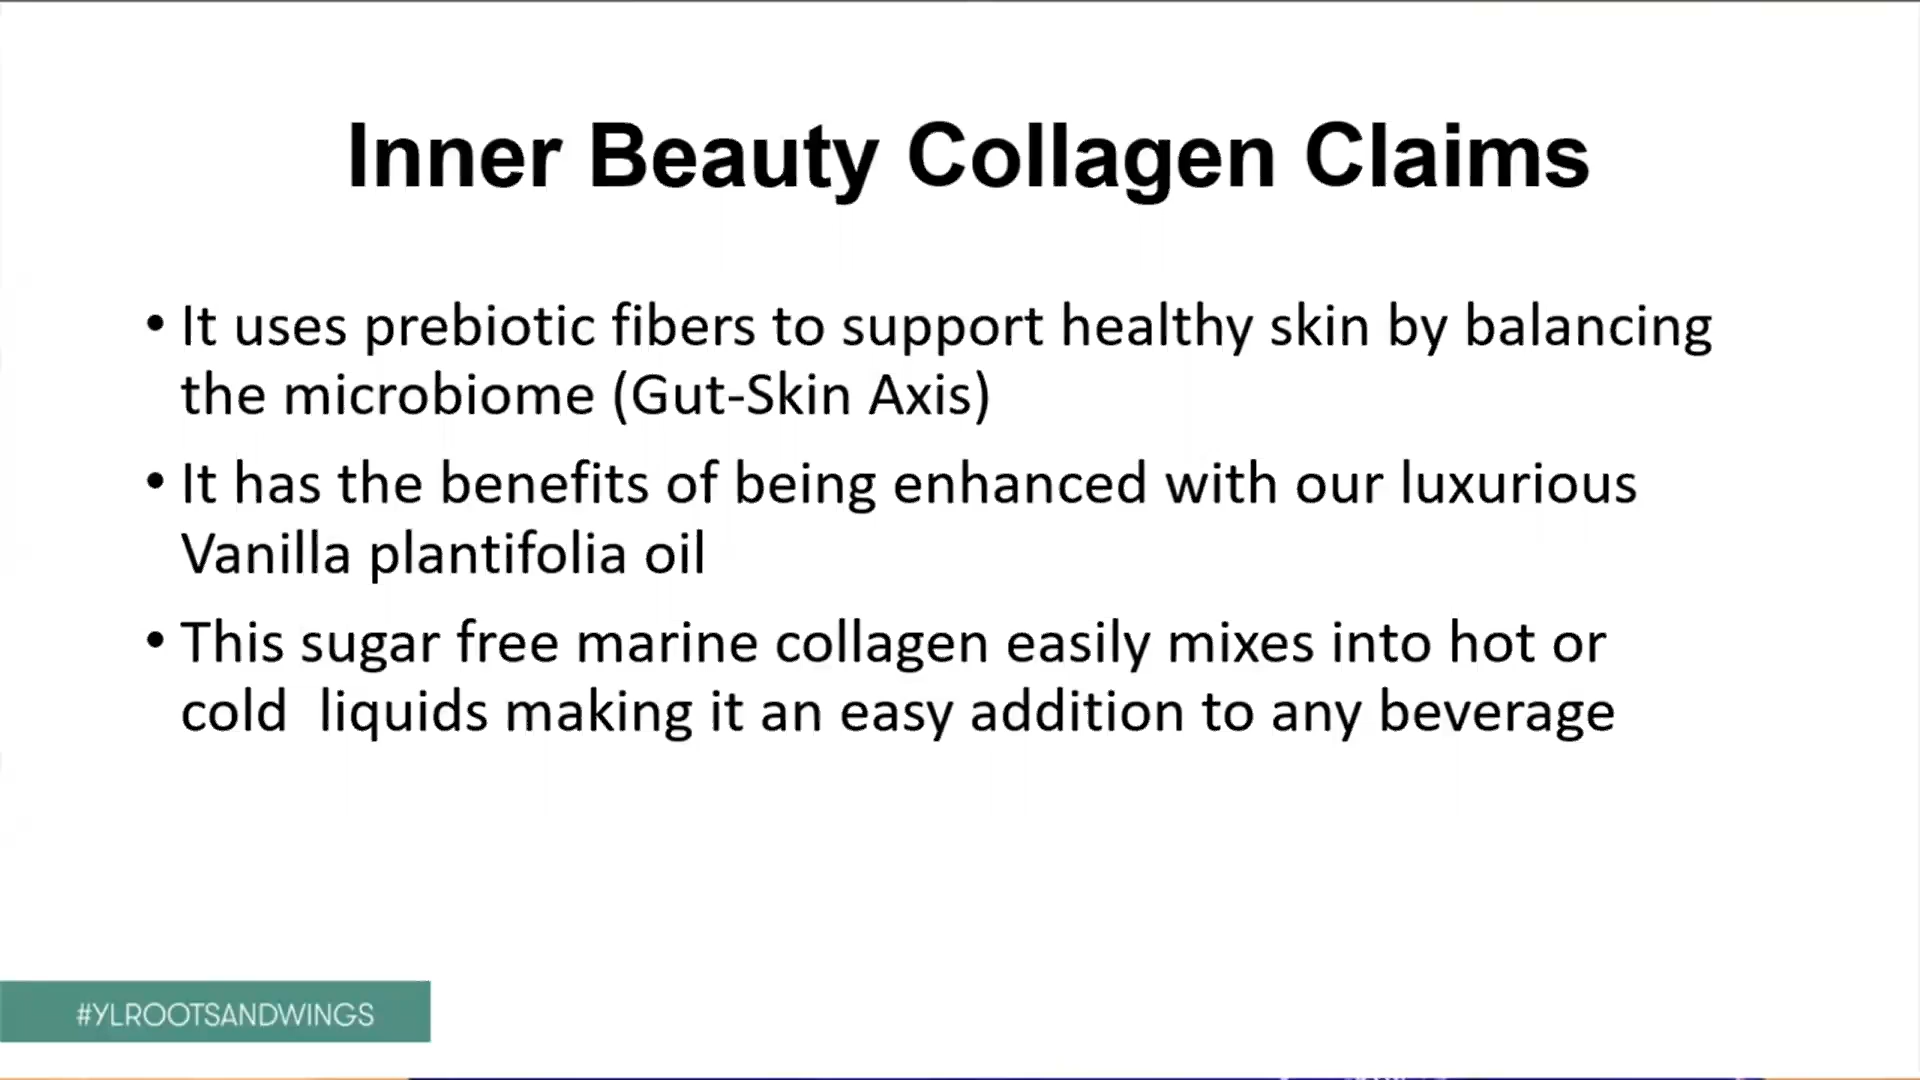 Inner Beauty Collagen Claims
• It uses prebiotic fibers to support healthy skin by balancing
the microbiome (Gut-Skin Axis)
• It has the benefits of being enhanced with our luxurious
Vanilla plantifolia oil
• This sugar free marine collagen easily mixes into hot or
cold  liquids making it an easy addition to any beverage
#YLROOTSANDWINGS